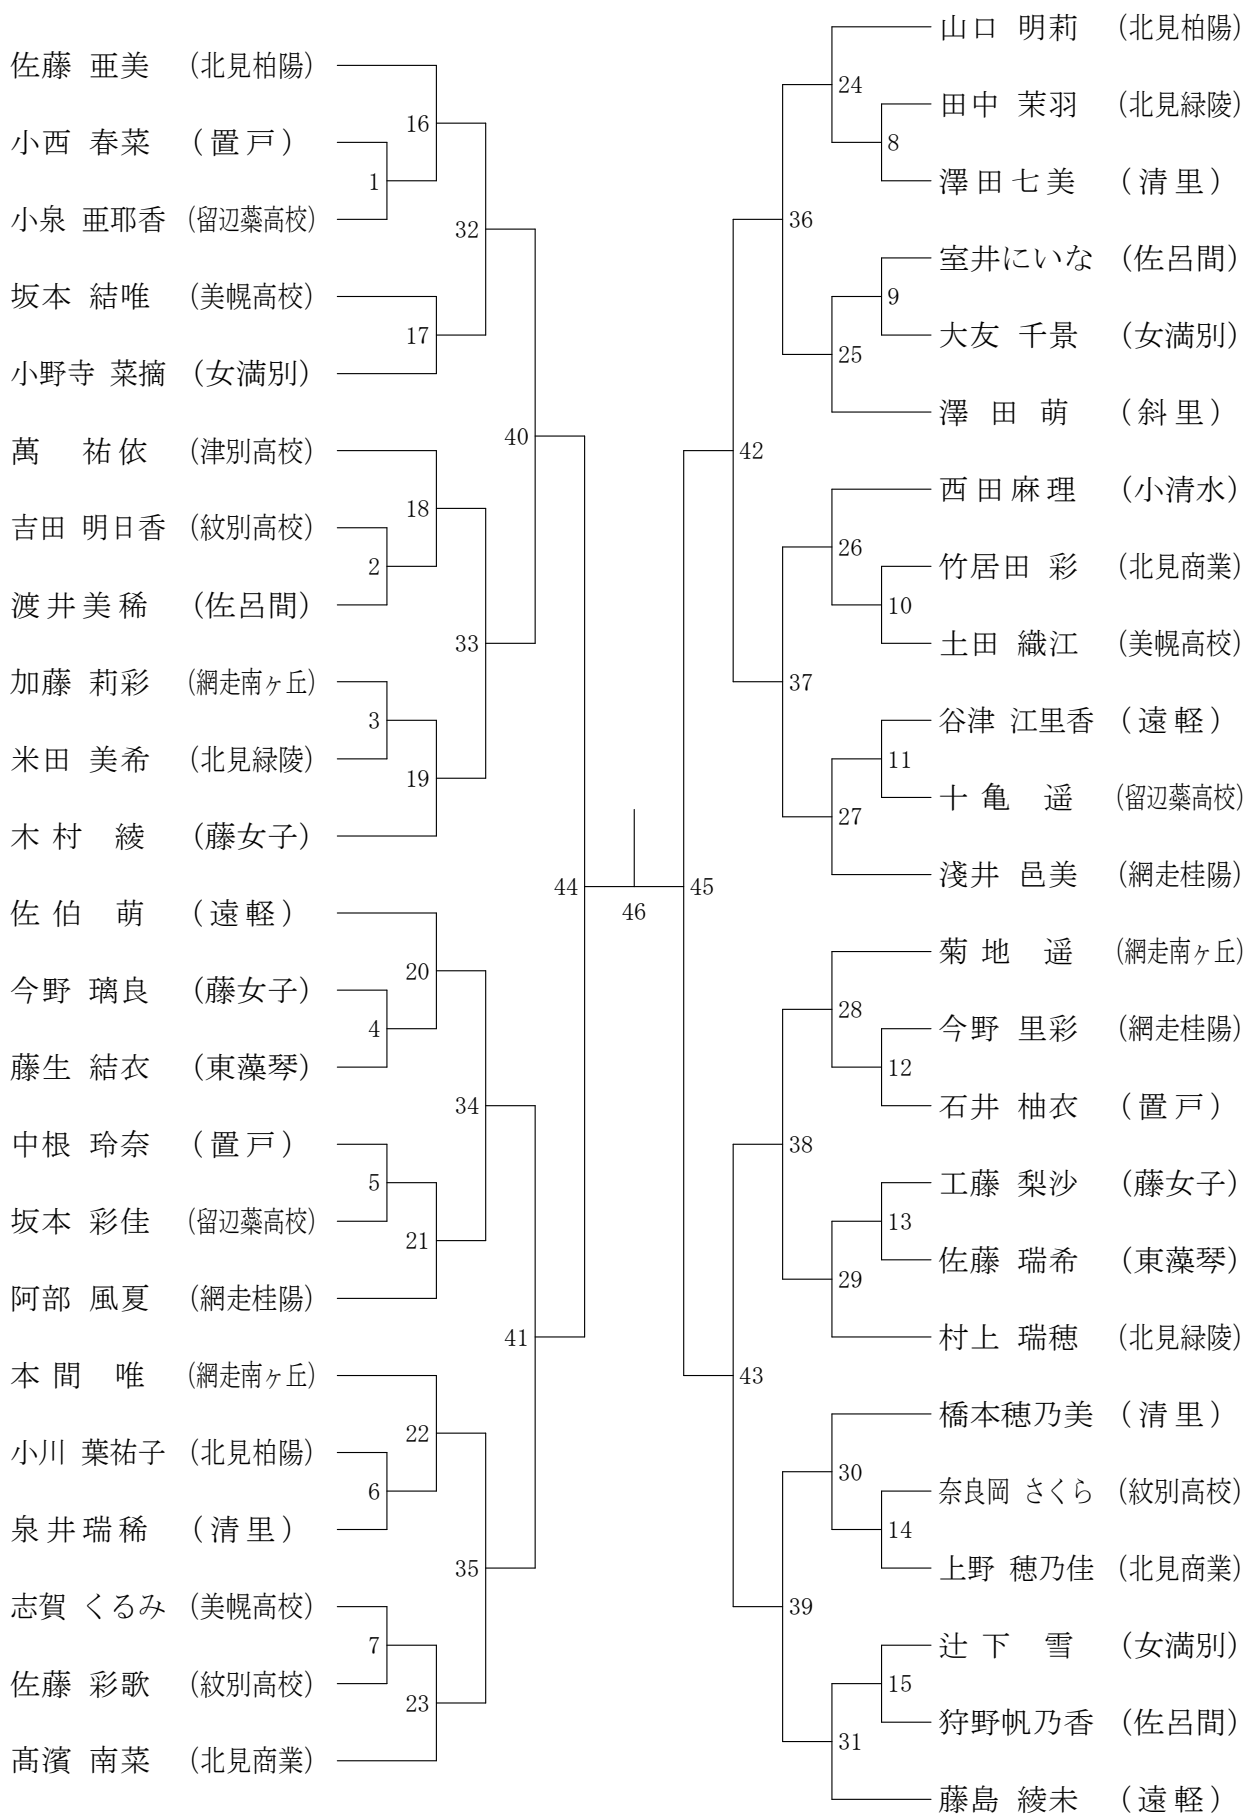 佐藤 亜美 (北見柏陽)
16
小西 春菜 (置戸)
1
小泉 亜耶香 (留辺蘂高校)
32
坂本 結唯 (美幌高校)
17
小野寺 菜摘 (女満別)
40
萬 祐依 (津別高校)
18
吉田 明日香 (紋別高校)
2
渡井美稀 (佐呂間)
33
加藤 莉彩 (網走南ヶ丘)
3
米田 美希 (北見緑陵)
19
木村 綾 (藤女子)
44
佐伯 萌 (遠軽)
20
今野 璃良 (藤女子)
4
藤生 結衣 (東藻琴)
34
中根 玲奈 (置戸)
5
坂本 彩佳 (留辺蘂高校)
21
阿部 風夏 (網走桂陽)
41
本間 唯 (網走南ヶ丘)
22
小川 葉祐子 (北見柏陽)
6
泉井瑞稀 (清里)
35
志賀 くるみ (美幌高校)
7
佐藤 彩歌 (紋別高校)
23
髙濱 南菜 (北見商業)
46
山口 明莉 (北見柏陽)
24
田中 茉羽 (北見緑陵)
8
澤田七美 (清里)
36
室井にいな (佐呂間)
9
大友 千景 (女満別)
25
澤田萌 (斜里)
42
西田麻理 (小清水)
26
竹居田 彩 (北見商業)
10
土田 織江 (美幌高校)
37
谷津 江里香 (遠軽)
11
十亀 遥 (留辺蘂高校)
27
淺井 邑美 (網走桂陽)
45
菊地 遥 (網走南ヶ丘)
28
今野 里彩 (網走桂陽)
12
石井 柚衣 (置戸)
38
工藤 梨沙 (藤女子)
13
佐藤 瑞希 (東藻琴)
29
村上 瑞穂 (北見緑陵)
43
橋本穂乃美 (清里)
30
奈良岡 さくら (紋別高校)
14
上野 穂乃佳 (北見商業)
39
辻下 雪 (女満別)
15
狩野帆乃香 (佐呂間)
31
藤島 綾未 (遠軽)